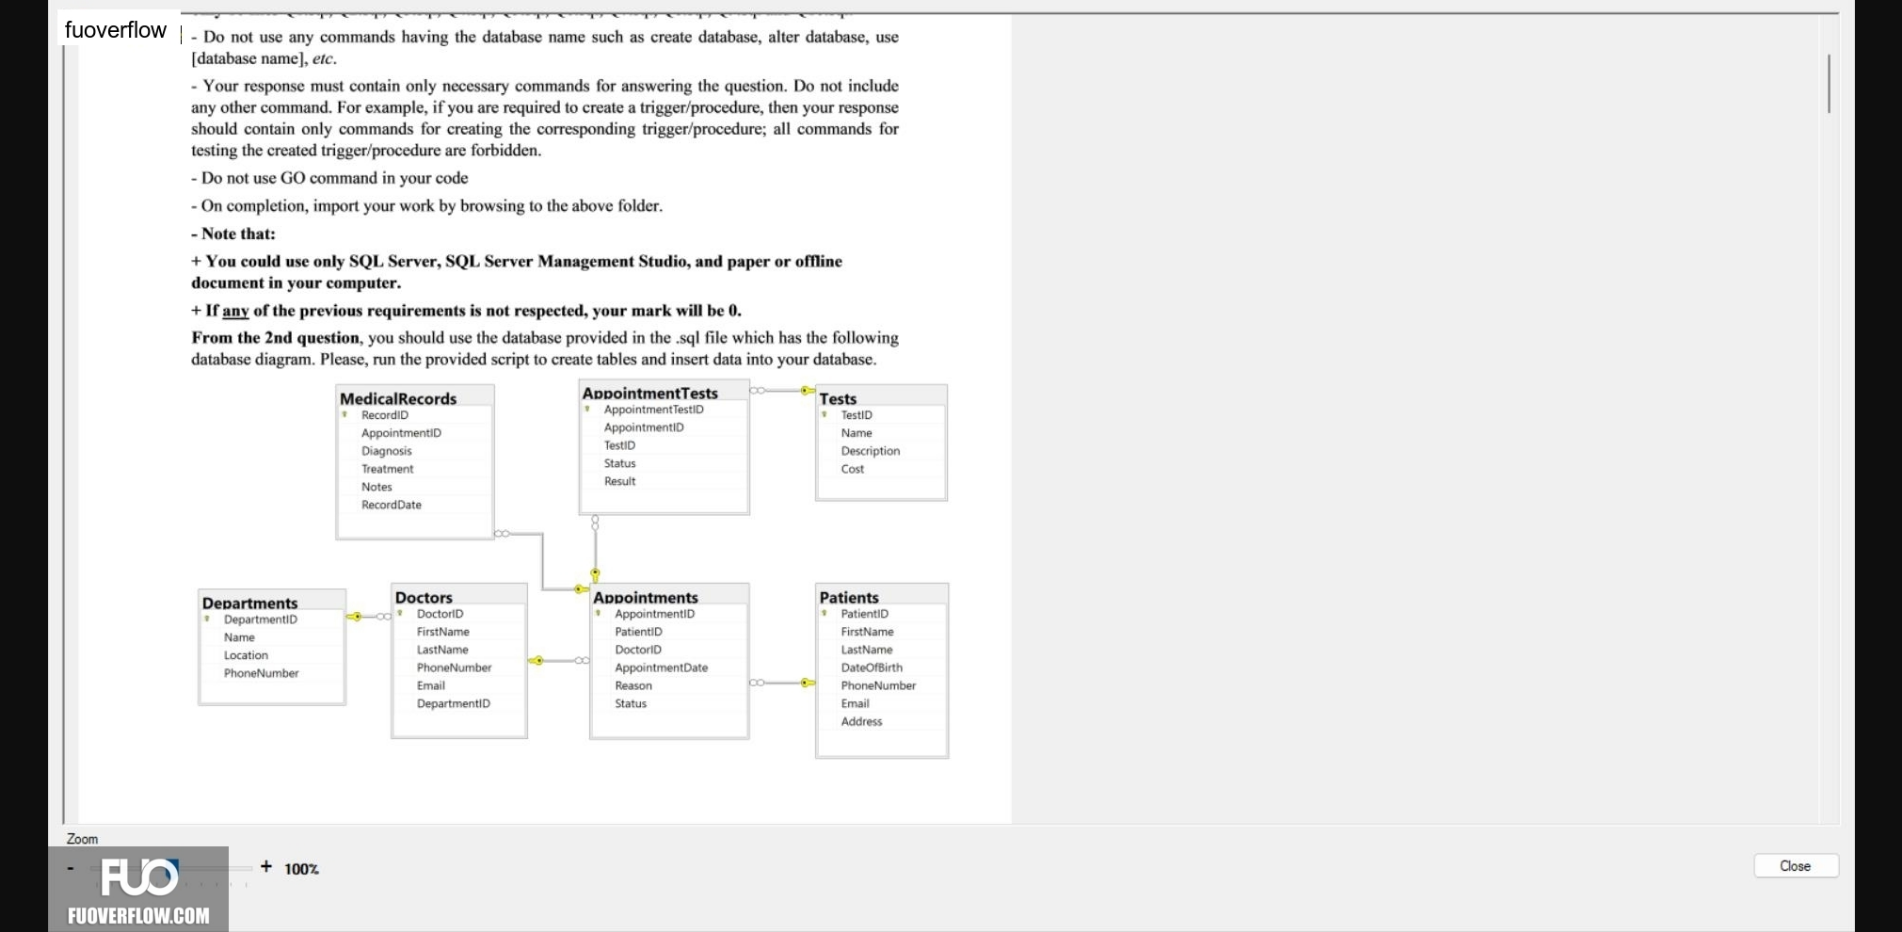 fuoverflow
- Do not use any commands having the database name such as create database, alter database, use
[database name], etc.
- Your response must contain only necessary commands for answering the question. Do not include
any other command. For example, if you are required to create a trigger/procedure, then your response
should contain only commands for creating the corresponding trigger/procedure; all commands for
testing the created trigger/procedure are forbidden.
- Do not use GO command in your code
- On completion, import your work by browsing to the above folder.
- Note that:
+ You could use only SQL Server, SQL Server Management Studio, and paper or offline
document in your computer.
+ If any of the previous requirements is not respected, your mark will be 0.
From the 2nd question, you should use the database provided in the .sql file which has the following
database diagram. Please, run the provided script to create tables and insert data into your database.
MedicalRecords
RecordID
AppointmentID
Diagnosis
Treatment
Notes
RecordDate
AppointmentTests
AppointmentTestID
AppointmentID
TestID
Status
Result
Tests
TestID
Name
Description
Cost
Departments
DepartmentID
Name
Location
PhoneNumber
Doctors
DoctorID
FirstName
LastName
PhoneNumber
Email
DepartmentID
Appointments
AppointmentID
PatientID
DoctorID
AppointmentDate
Reason
Status
Patients
PatientID
FirstName
LastName
DateOfBirth
PhoneNumber
Email
Address
Zoom
- + 100%
Close
FUO
FUOVERFLOW.COM